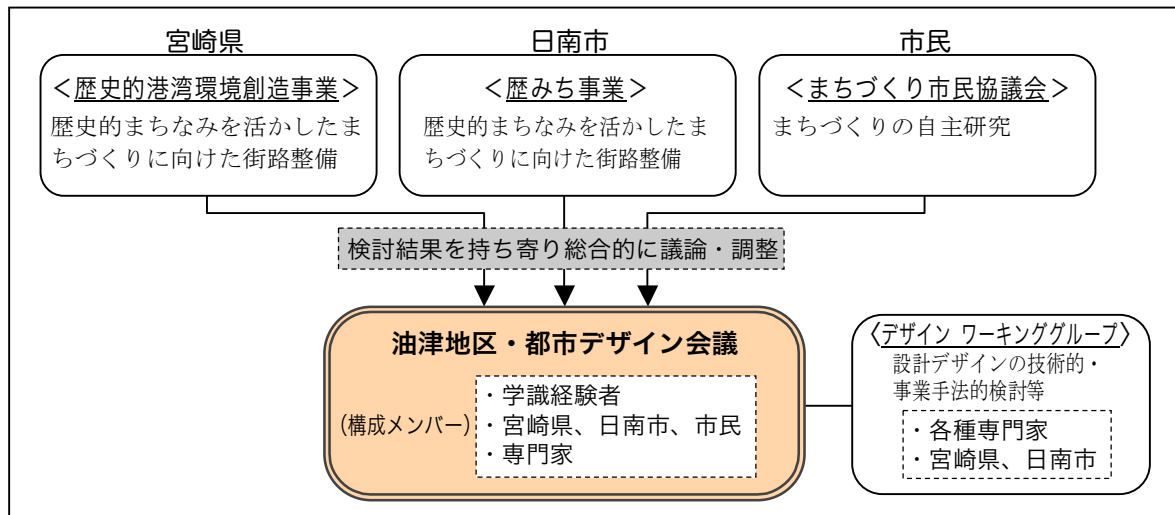 宮崎県
＜歴史的港湾環境創造事業＞
歴史的まちなみを活かしたま
ちづくりに向けた街路整備
日南市
＜歴みち事業＞
歴史的まちなみを活かしたま
ちづくりに向けた街路整備
市民
＜まちづくり市民協議会＞
まちづくりの自主研究
検討結果を持ち寄り総合的に議論・調整
油津地区・都市デザイン会議
(構成メンバー)
・学識経験者
・宮崎県、日南市、市民
・専門家
〈デザイン ワーキンググループ〉
設計デザインの技術的・
事業手法的検討等
・各種専門家
・宮崎県、日南市